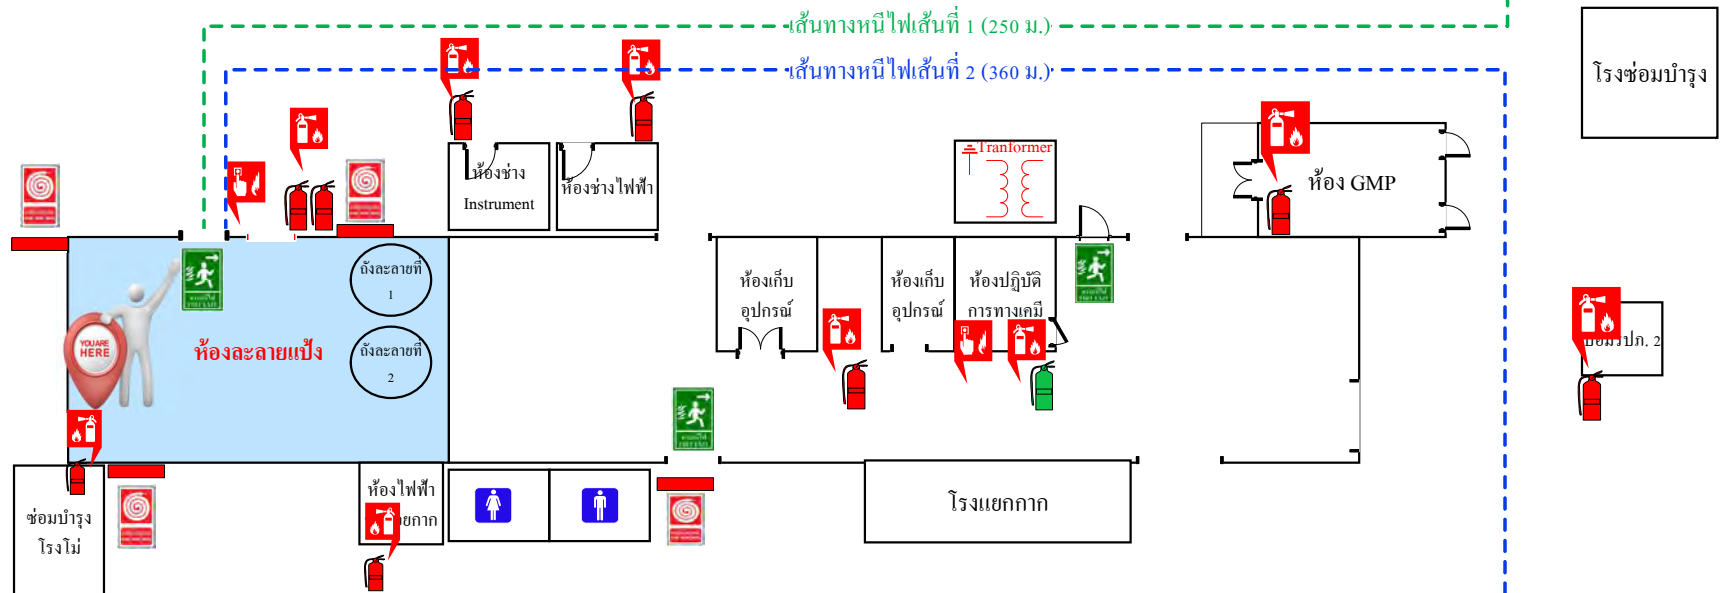 เส้นทางหนีไฟเส้นที่ 1 (250 ม.)
เส้นทางหนีไฟเส้นที่ 2 (360 ม.)
โรงซ่อมบำรุง
ห้องช่าง
Instrument
ห้องช่างไฟฟ้า
Tranformer
ห้อง GMP
ถังละลายที่
1
ห้องเก็บ
อุปกรณ์
ห้องเก็บ
อุปกรณ์
ห้องปฏิบัติ
การทางเคมี
YOU ARE
HERE
ห้องละลายแป้ง
ถังละลายที่
2
รปภ. 2
ห้องไฟฟ้า
ยกาก
ซ่อมบำรุง
โรงโม่
โรงแยกกาก